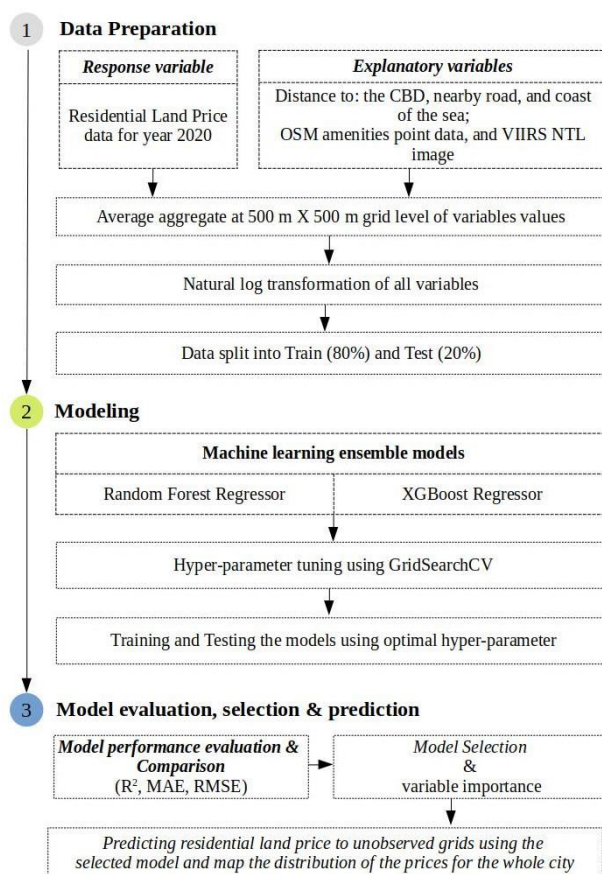 1
Data Preparation
Response variable
Residential Land Price
data for year 2020
Explanatory variables
Distance to: the CBD, nearby road, and coast
of the sea;
OSM amenities point data, and VIIRS NTL
image
Average aggregate at 500 m X 500 m grid level of variables values
Natural log transformation of all variables
Data split into Train (80%) and Test (20%)
2
Modeling
Machine learning ensemble models
Random Forest Regressor
XGBoost Regressor
Hyper-parameter tuning using GridSearchCV
Training and Testing the models using optimal hyper-parameter
3
Model evaluation, selection & prediction
Model performance evaluation &
Comparison
(R², MAE, RMSE)
Model Selection
&
variable importance
Predicting residential land price to unobserved grids using the
selected model and map the distribution of the prices for the whole city